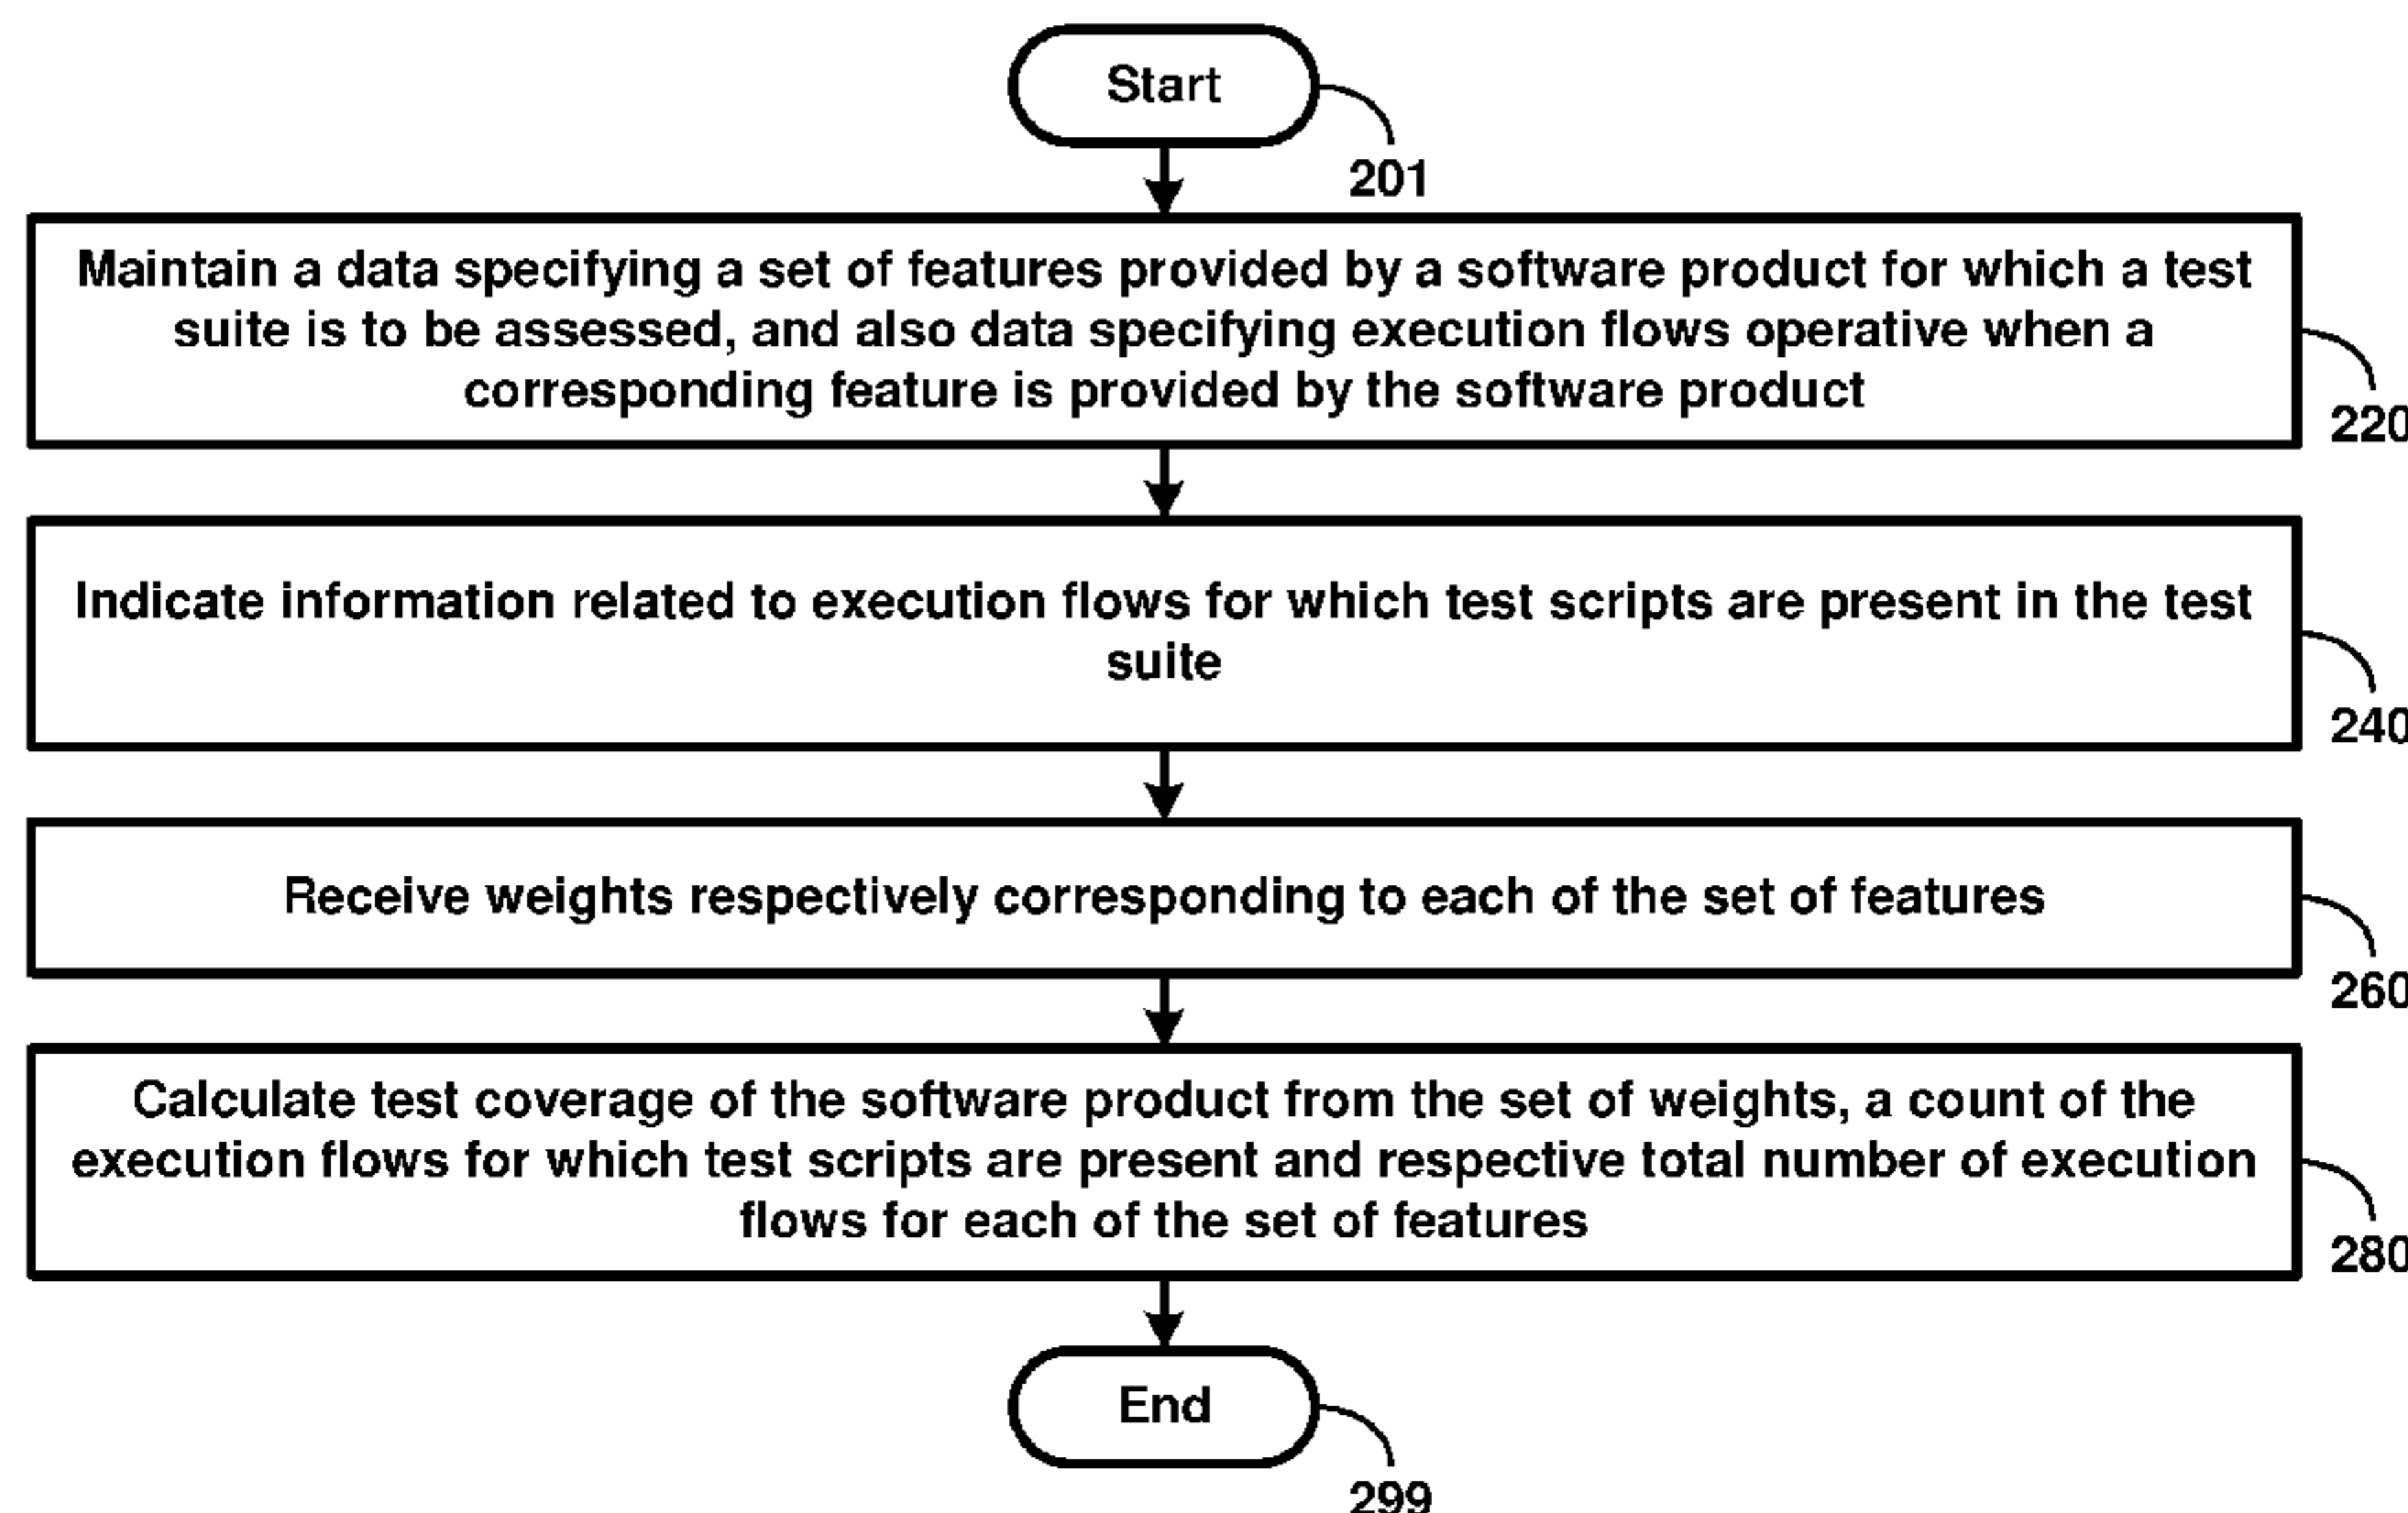 Start
201
Maintain a data specifying a set of features provided by a software product for which a test
suite is to be assessed, and also data specifying execution flows operative when a
corresponding feature is provided by the software product
220
Indicate information related to execution flows for which test scripts are present in the test
suite
240
Receive weights respectively corresponding to each of the set of features
260
Calculate test coverage of the software product from the set of weights, a count of the
execution flows for which test scripts are present and respective total number of execution
flows for each of the set of features
280
End
299